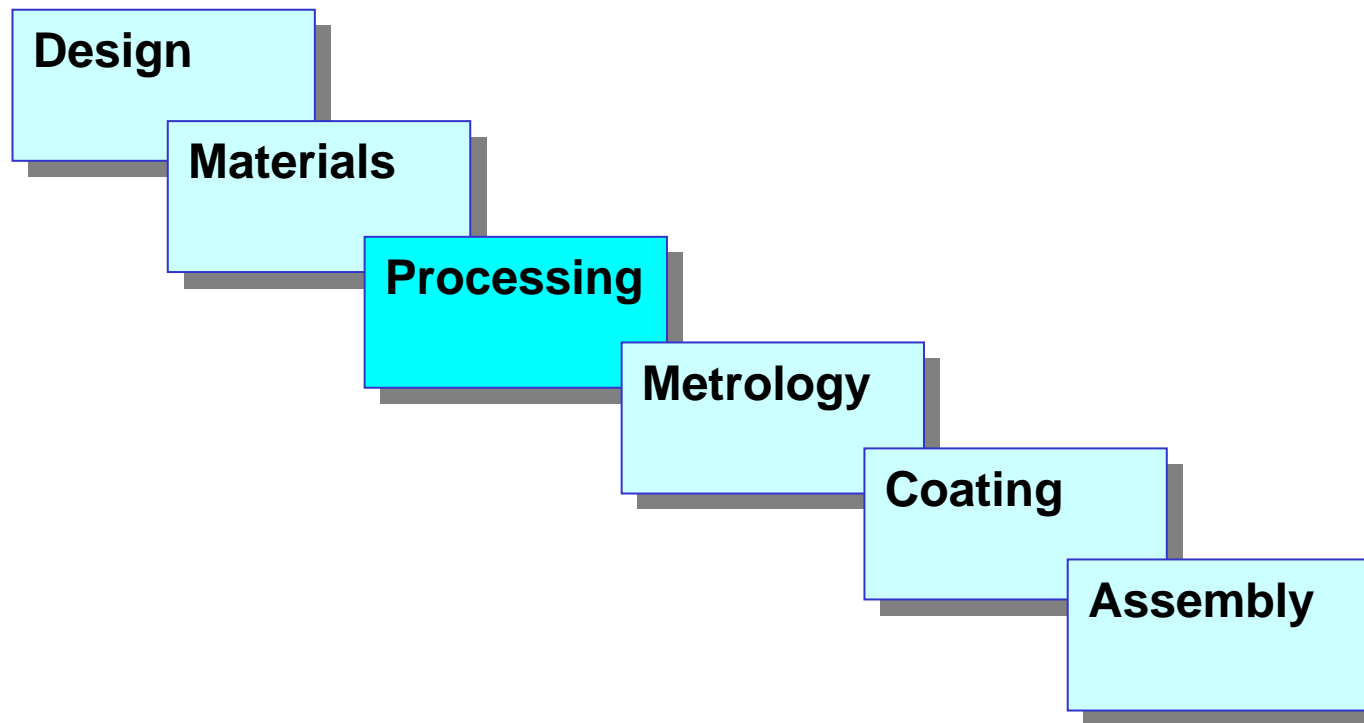 Design
Materials
Processing
Metrology
Coating
Assembly